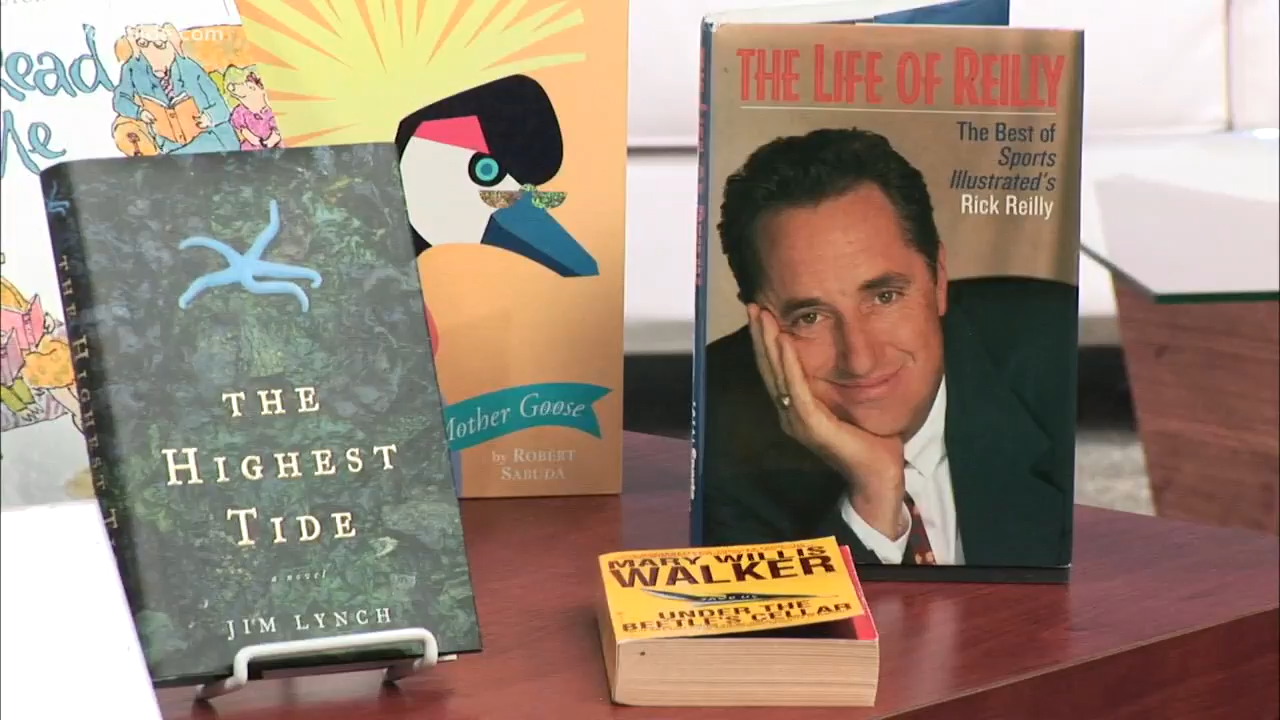 ead
Me
THE
HIGHEST
TIDE
a novel
JIM LYNCH
THE HIGHEST T
Mother Goose
by ROBERT
SABUDA
THE LIFE OF REILLY
The Best of
Sports
Illustrated's
Rick Reilly
MARY WILLIS
WALKER
UNDER THE
BEETLE'S CELLAR